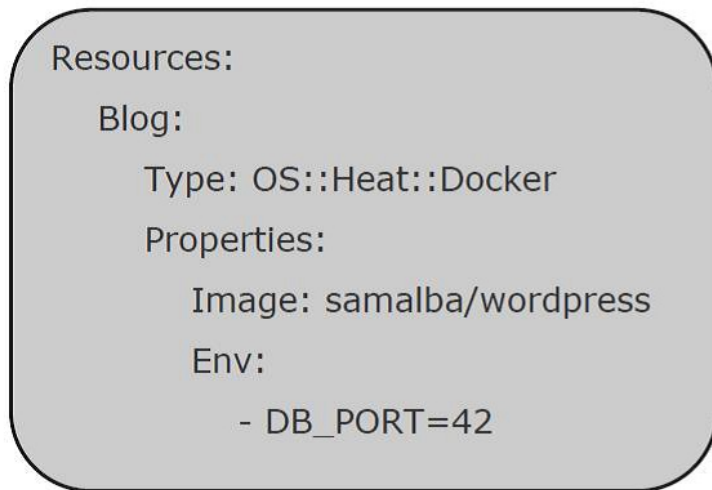 Resources:
Blog:
Type: OS::Heat::Docker
Properties:
Image: samalba/wordpress
Env:
- DB_PORT=42